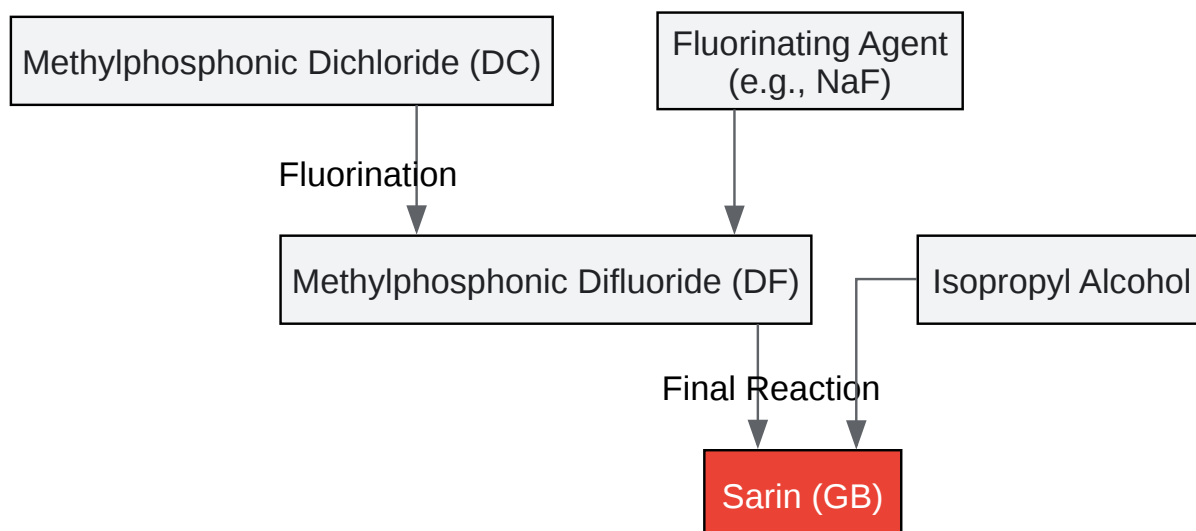 Methylphosphonic Dichloride (DC)
Fluorinating Agent
(e.g., NaF)
Fluorination
Methylphosphonic Difluoride (DF)
Isopropyl Alcohol
Final Reaction
Sarin (GB)